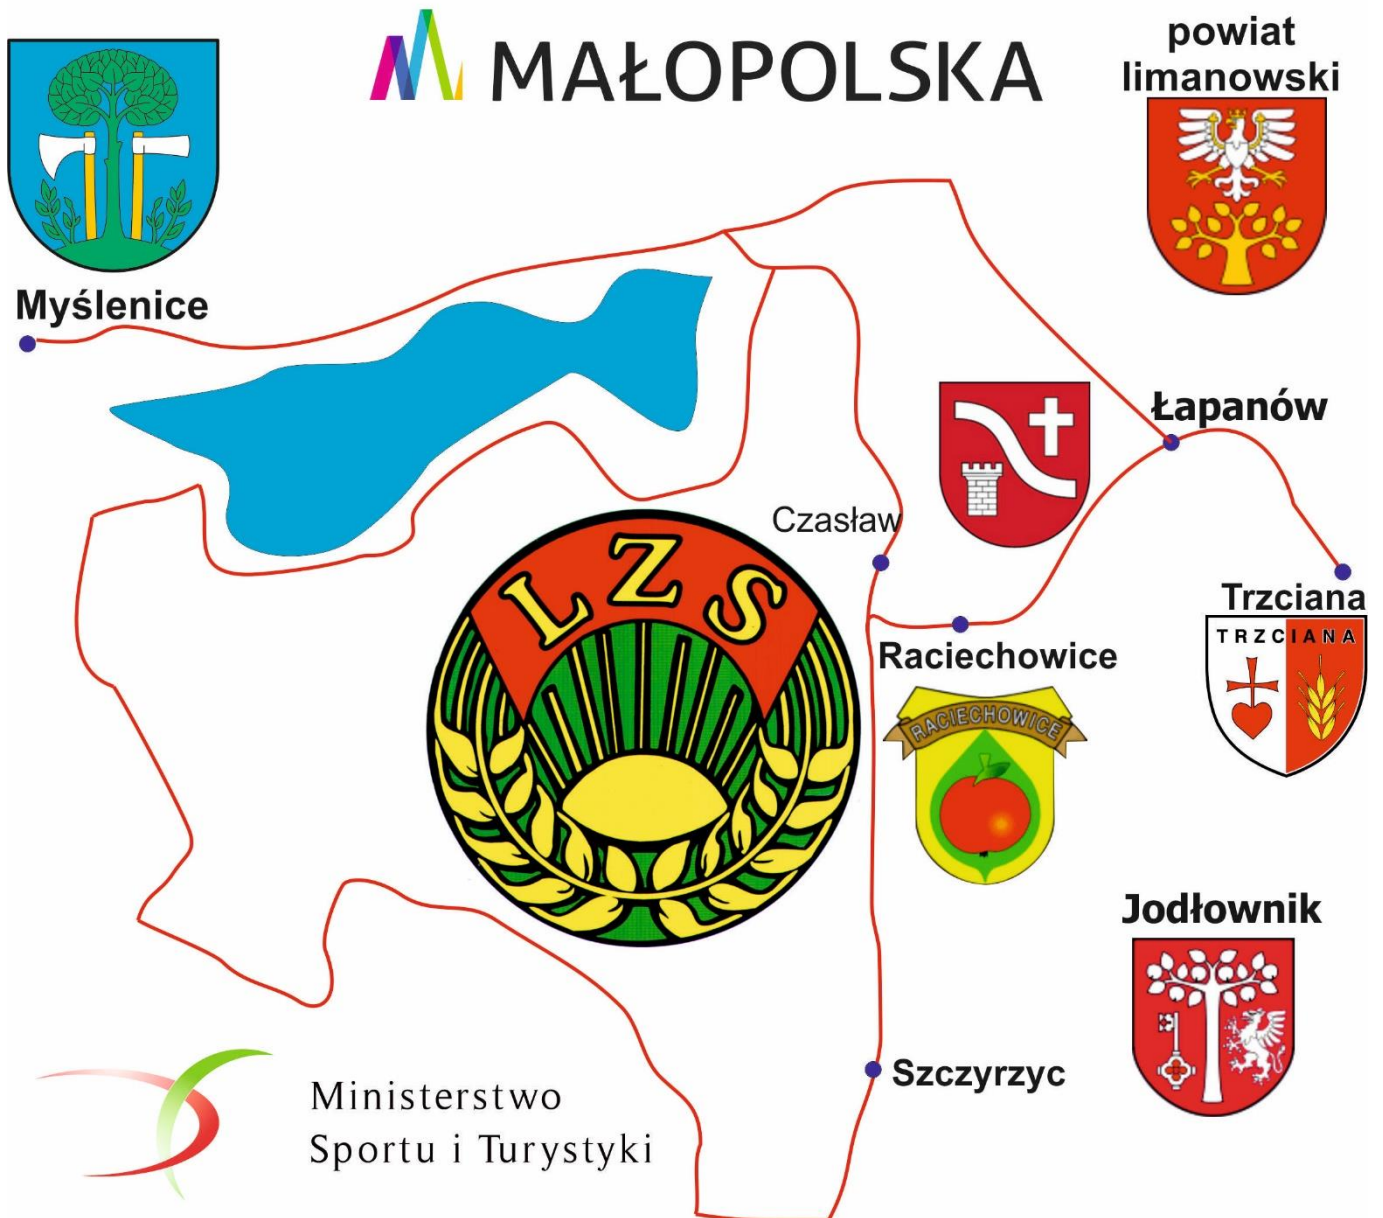 MAŁOPOLSKA
powiat
limanowski
Myślenice
Łapanów
Czasław
LZS
Trzciana
TRZCIANA
Raciechowice
RACIECHOWICE
Jodłownik
Szczyrzyc
Ministerstwo
Sportu i Turystyki